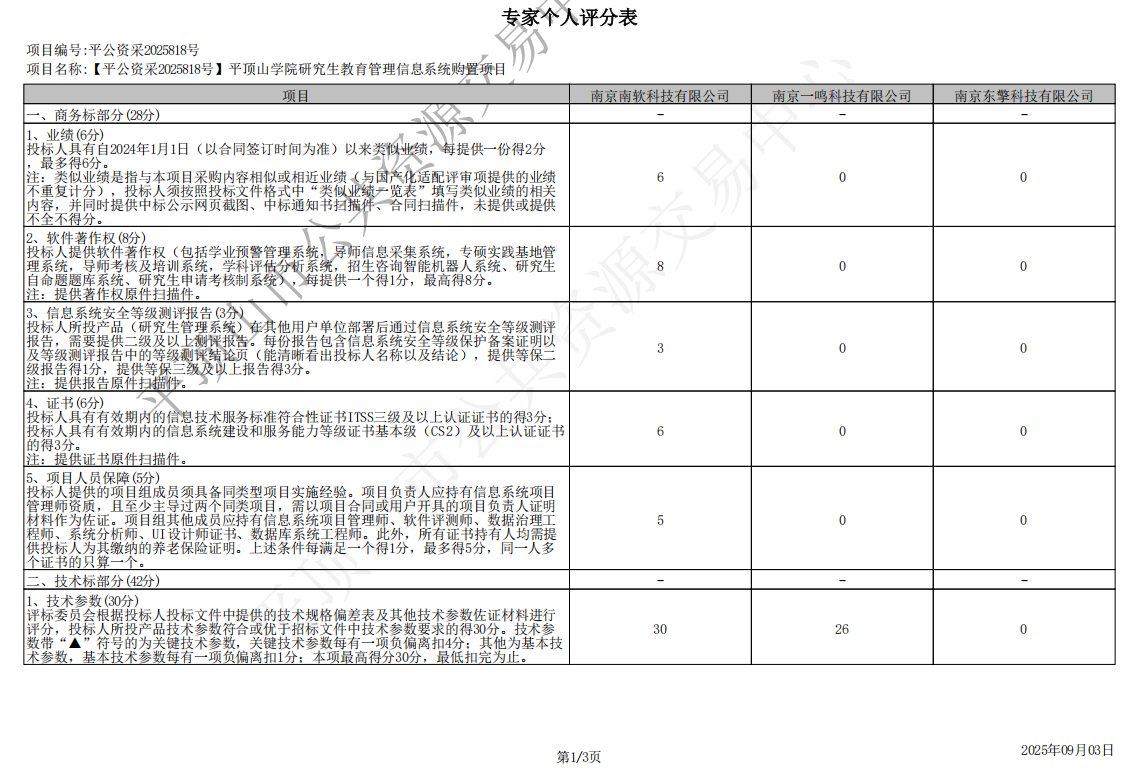 专家个人评分表
项目编号:平公资采2025818号
项目名称:【平公资采2025818号】平顶山学院研究生教育管理信息系统购置项目
项目 南京南软科技有限公司 南京一鸣科技有限公司 南京东擎科技有限公司
一、商务标部分(28分) - - -
1、业绩(6分)
投标人具有自2024年1月1日（以合同签订时间为准）以来类似业绩，每提供一份得2分
，最多得6分。
注：类似业绩是指与本项目采购内容相似或相近业绩（与国产化适配评审项提供的业绩
不重复计分），投标人须按照投标文件格式中“类似业绩一览表”填写类似业绩的相关
内容，并同时提供中标公示网页截图、中标通知书扫描件、合同扫描件，未提供或提供
不全不得分。
6 0 0
2、软件著作权(8分)
投标人提供软件著作权（包括学业预警管理系统，导师信息采集系统，专硕实践基地管
理系统，导师考核及培训系统，学科评估分析系统，招生咨询智能机器人系统、研究生
自命题题库系统、研究生申请考核制系统），每提供一个得1分，最高得8分。
注：提供著作权原件扫描件。
8 0 0
3、信息系统安全等级测评报告(3分)
投标人所投产品（研究生管理系统）在其他用户单位部署后通过信息系统安全等级测评
报告，需要提供二级及以上测评报告。每份报告包含信息系统安全等级保护备案证明以
及等级测评报告中的等级测评结论页（能清晰看出投标人名称以及结论），提供等保二
级报告得1分，提供等保三级及以上报告得3分。
注：提供报告原件扫描件。
3 0 0
4、证书(6分)
投标人具有有效期内的信息技术服务标准符合性证书ITSS三级及以上认证证书的得3分；
投标人具有有效期内的信息系统建设和服务能力等级证书基本级（CS2）及以上认证证书
的得3分。
注：提供证书原件扫描件。
6 0 0
5、项目人员保障(5分)
投标人提供的项目组成员须具备同类型项目实施经验。项目负责人应持有信息系统项目
管理师资质，且至少主导过两个同类项目，需以项目合同或用户开具的项目负责人证明
材料作为佐证。项目组其他成员应持有信息系统项目管理师、软件评测师、数据治理工
程师、系统分析师、UI设计师证书、数据库系统工程师。此外，所有证书持有人均需提
供投标人为其缴纳的养老保险证明。上述条件每满足一个得1分，最多得5分，同一人多
个证书的只算一个。
5 0 0
二、技术标部分(42分) - - -
1、技术参数(30分)
评标委员会根据投标人投标文件中提供的技术规格偏差表及其他技术参数佐证材料进行
评分，投标人所投产品技术参数符合或优于招标文件中技术参数要求的得30分。技术参
数带“▲”符号的为关键技术参数，关键技术参数每有一项负偏离扣4分；其他为基本技
术参数，基本技术参数每有一项负偏离扣1分；本项最高得分30分，最低扣完为止。
30 26 0
平顶山市公共资源交易中心
平顶山市公共资源交易中心
第1/3页
2025年09月03日